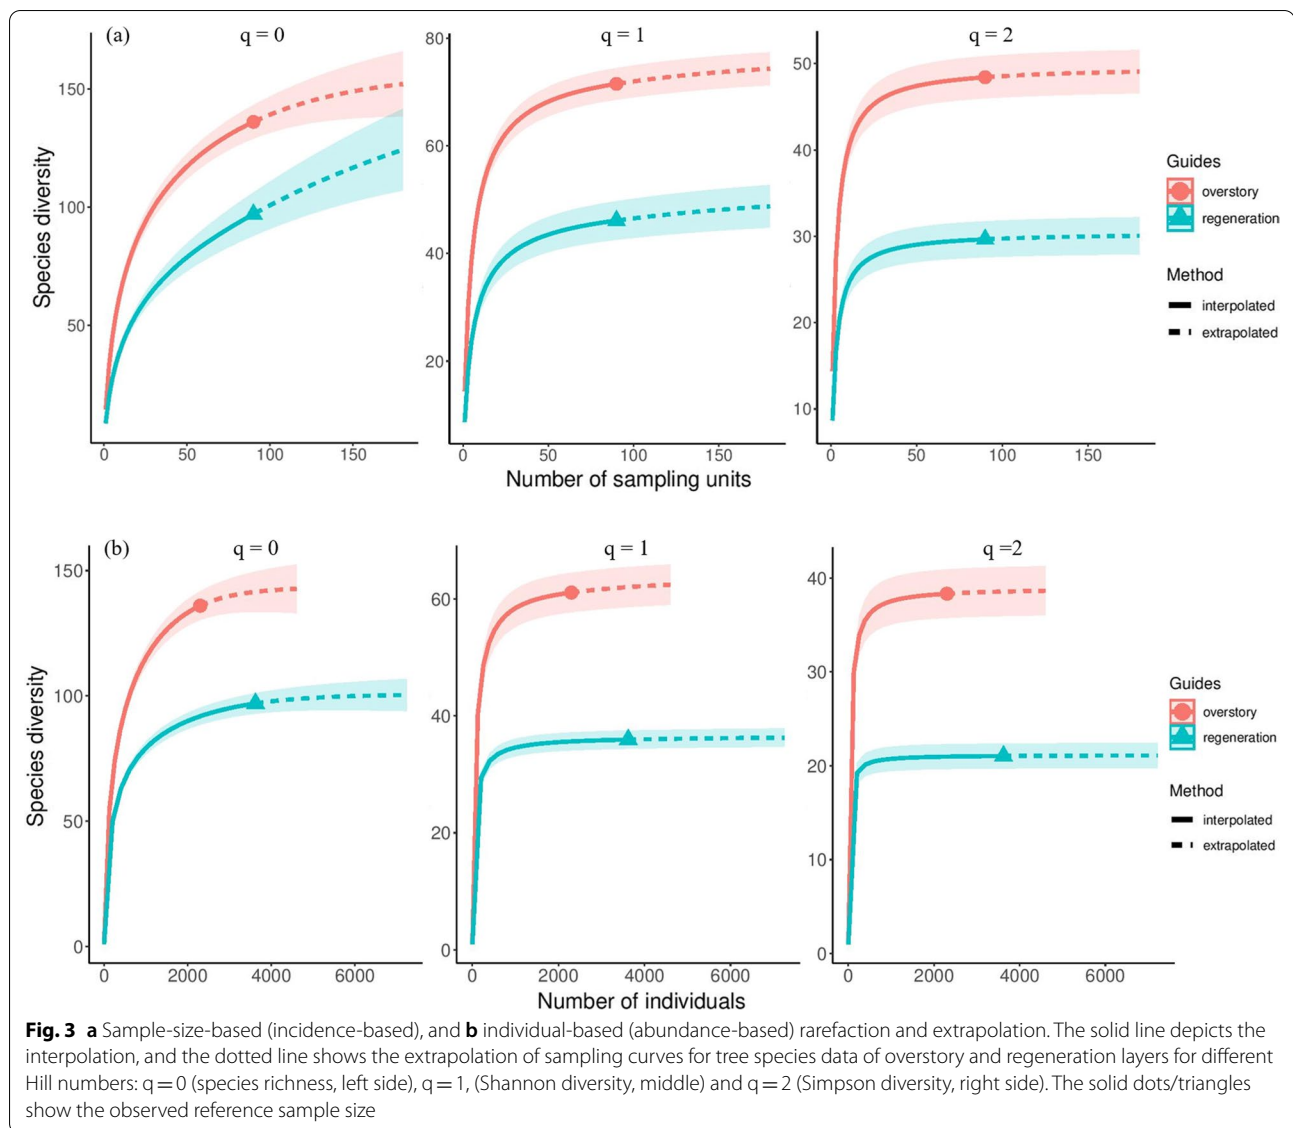 (a)
q = 0
q = 1
q = 2
Species diversity
150
100
50
0
50
100
150
80
60
40
20
0
50
100
150
50
40
30
20
10
0
50
100
150
Number of sampling units
Guides
overstory
regeneration
Method
interpolated
extrapolated
(b)
q = 0
q = 1
q =2
Species diversity
150
100
50
0
0
2000
4000
6000
60
40
20
0
0
2000
4000
6000
40
30
20
10
0
0
2000
4000
6000
Number of individuals
Guides
overstory
regeneration
Method
interpolated
extrapolated
Fig. 3 a Sample-size-based (incidence-based), and b individual-based (abundance-based) rarefaction and extrapolation. The solid line depicts the
interpolation, and the dotted line shows the extrapolation of sampling curves for tree species data of overstory and regeneration layers for different
Hill numbers: q = 0 (species richness, left side), q = 1, (Shannon diversity, middle) and q = 2 (Simpson diversity, right side). The solid dots/triangles
show the observed reference sample size